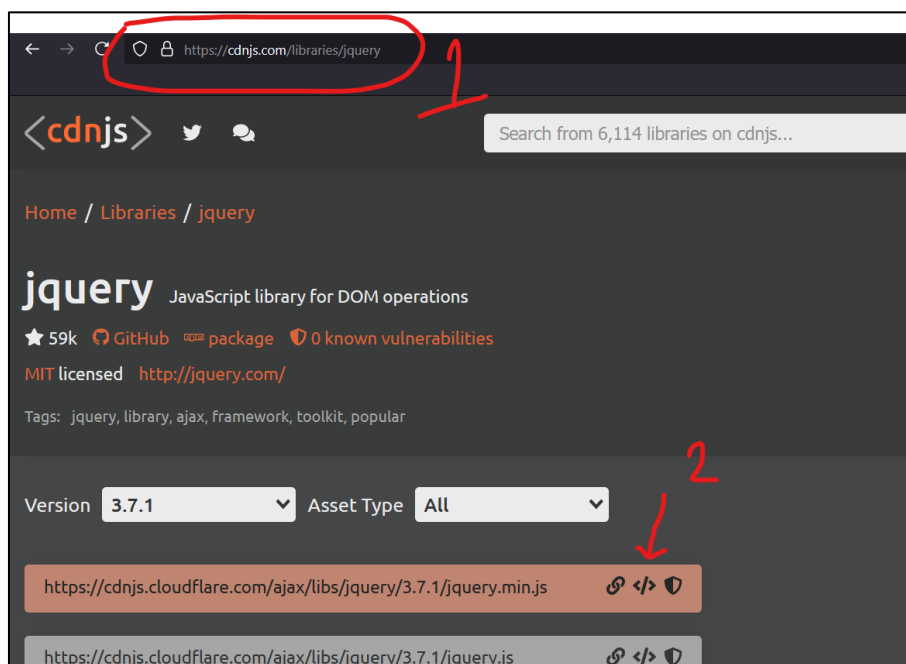 https://cdnjs.com/libraries/jquery
1
<cdnjs>
Search from 6,114 libraries on cdnjs...
Home / Libraries / jquery
jquery JavaScript library for DOM operations
59k GitHub npm package 0 known vulnerabilities
MIT licensed http://jquery.com/
Tags: jquery, library, ajax, framework, toolkit, popular
2
Version 3.7.1 Asset Type All
https://cdnjs.cloudflare.com/ajax/libs/jquery/3.7.1/jquery.min.js </>
https://cdnjs.cloudflare.com/ajax/libs/jquery/3.7.1/jquery.js </>